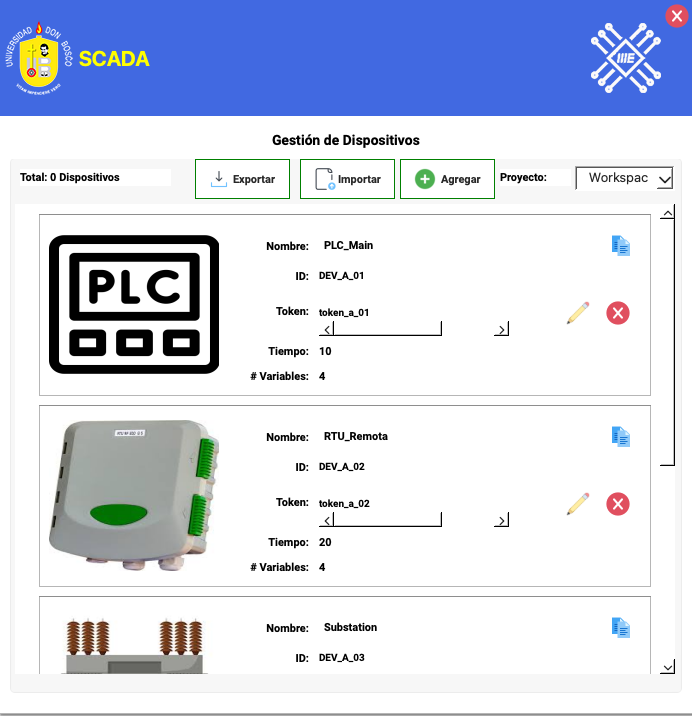 UNIVERSIDAD DON BOSCO
SCADA
IIIE
Gestión de Dispositivos
Total: 0 Dispositivos
Exportar
Importar
Agregar
Proyecto:
Workspac
PLC
Nombre: PLC_Main
ID: DEV_A_01
Token: token_a_01
Tiempo: 10
# Variables: 4
Nombre: RTU_Remota
ID: DEV_A_02
Token: token_a_02
Tiempo: 20
# Variables: 4
Nombre: Substation
ID: DEV_A_03